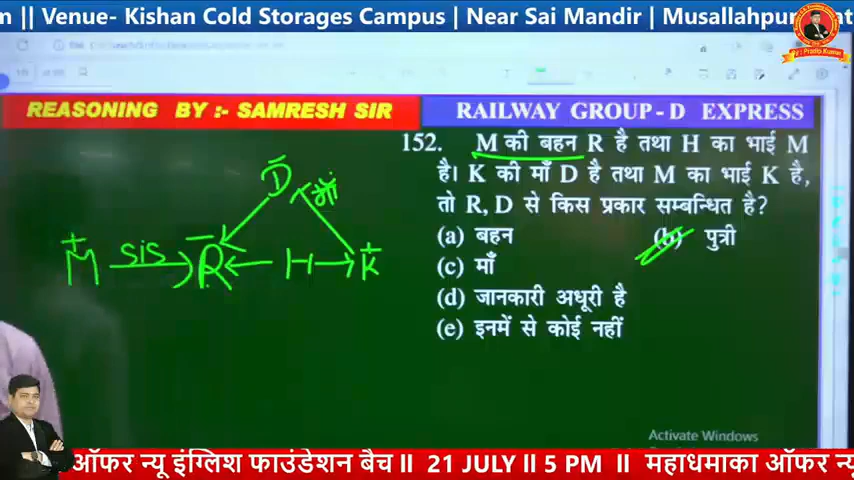 m || Venue- Kishan Cold Storages Campus | Near Sai Mandir | Musallahpur
Pradip Kumar
REASONING BY :- SAMRESH SIR
RAILWAY GROUP - D EXPRESS
152. M की बहन R है तथा H का भाई M
है। K की माँ D है तथा M का भाई K है,
तो R, D से किस प्रकार सम्बन्धित है?
(a) बहन (b) पुत्री
(c) माँ
(d) जानकारी अधूरी है
(e) इनमें से कोई नहीं
D माँ
M sis R H K
Activate Windows
ऑफर न्यू इंग्लिश फाउंडेशन बैच II 21 JULY II 5 PM II महाधमाका ऑफर न्यू